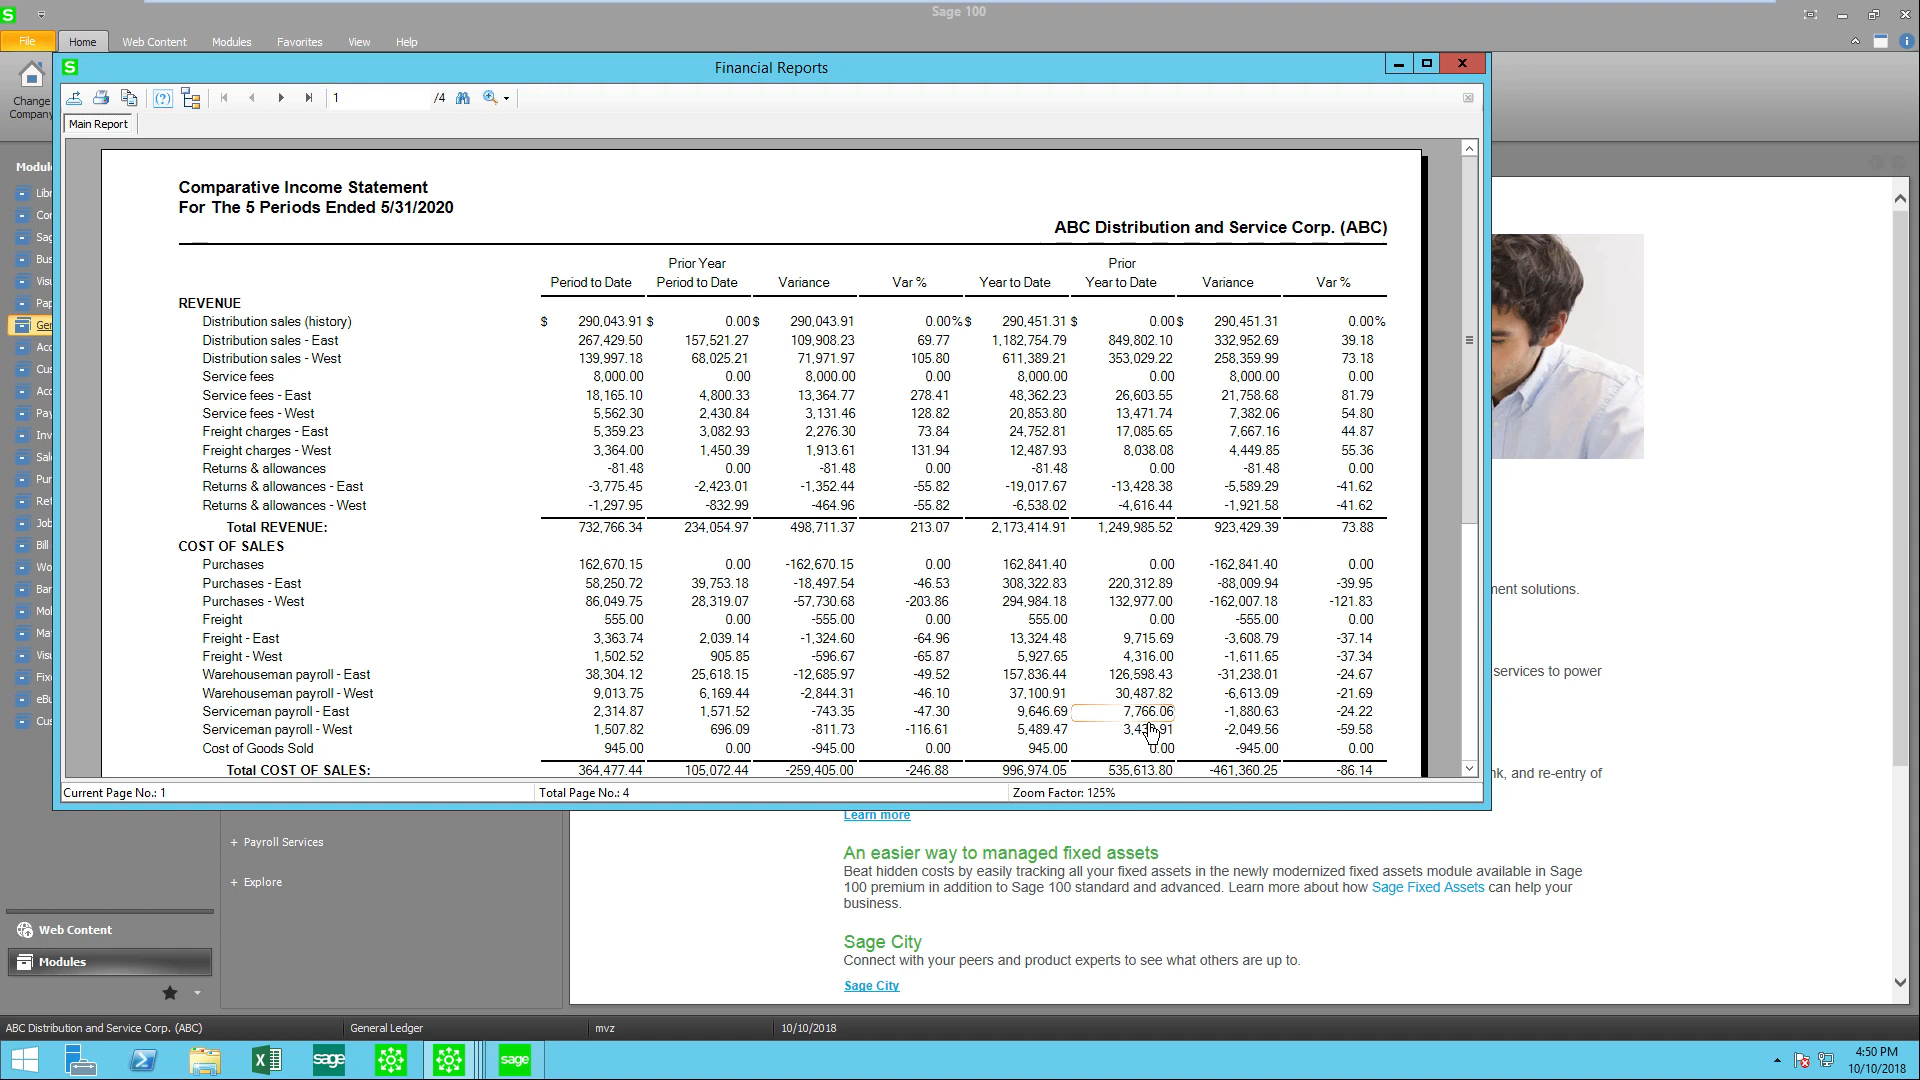 Sage 100
File Home Web Content Modules Favorites View Help
Change
Company
Financial Reports
1 /4
Main Report
Comparative Income Statement
For The 5 Periods Ended 5/31/2020
ABC Distribution and Service Corp. (ABC)
Prior Year Prior
Period to Date Period to Date Variance Var % Year to Date Year to Date Variance Var %
REVENUE
Distribution sales (history) $ 290,043.91 $ 0.00 $ 290,043.91 0.00% $ 290,451.31 $ 0.00 $ 290,451.31 0.00%
Distribution sales - East 267,429.50 157,521.27 109,908.23 69.77 1,182,754.79 849,802.10 332,952.69 39.18
Distribution sales - West 139,997.18 68,025.21 71,971.97 105.80 611,389.21 353,029.22 258,359.99 73.18
Service fees 8,000.00 0.00 8,000.00 0.00 8,000.00 0.00 8,000.00 0.00
Service fees - East 18,165.10 4,800.33 13,364.77 278.41 48,362.23 26,603.55 21,758.68 81.79
Service fees - West 5,562.30 2,430.84 3,131.46 128.82 20,853.80 13,471.74 7,382.06 54.80
Freight charges - East 5,359.23 3,082.93 2,276.30 73.84 24,752.81 17,085.65 7,667.16 44.87
Freight charges - West 3,364.00 1,450.39 1,913.61 131.94 12,487.93 8,038.08 4,449.85 55.36
Returns & allowances -81.48 0.00 -81.48 0.00 -81.48 0.00 -81.48 0.00
Returns & allowances - East -3,775.45 -2,423.01 -1,352.44 -55.82 -19,017.67 -13,428.38 -5,589.29 -41.62
Returns & allowances - West -1,297.95 -832.99 -464.96 -55.82 -6,538.02 -4,616.44 -1,921.58 -41.62
Total REVENUE: 732,766.34 234,054.97 498,711.37 213.07 2,173,414.91 1,249,985.52 923,429.39 73.88
COST OF SALES
Purchases 162,670.15 0.00 -162,670.15 0.00 162,841.40 0.00 -162,841.40 0.00
Purchases - East 58,250.72 39,753.18 -18,497.54 -46.53 308,322.83 220,312.89 -88,009.94 -39.95
Purchases - West 86,049.75 28,319.07 -57,730.68 -203.86 294,984.18 132,977.00 -162,007.18 -121.83
Freight 555.00 0.00 -555.00 0.00 555.00 0.00 -555.00 0.00
Freight - East 3,363.74 2,039.14 -1,324.60 -64.96 13,324.48 9,715.69 -3,608.79 -37.14
Freight - West 1,502.52 905.85 -596.67 -65.87 5,927.65 4,316.00 -1,611.65 -37.34
Warehouseman payroll - East 38,304.12 25,618.15 -12,685.97 -49.52 157,836.44 126,598.43 -31,238.01 -24.67
Warehouseman payroll - West 9,013.75 6,169.44 -2,844.31 -46.10 37,100.91 30,487.82 -6,613.09 -21.69
Serviceman payroll - East 2,314.87 1,571.52 -743.35 -47.30 9,646.69 7,766.06 -1,880.63 -24.22
Serviceman payroll - West 1,507.82 696.09 -811.73 -116.61 5,489.47 -2,049.56 -59.58
Cost of Goods Sold 945.00 0.00 -945.00 0.00 945.00 0.00 -945.00 0.00
Total COST OF SALES: 364,477.44 105,072.44 -259,405.00 -246.88 996,974.05 535,613.80 -461,360.25 -86.14
Current Page No.: 1 Total Page No.: 4 Zoom Factor: 125%
Modul
Lib
Cor
Sag
Bus
Visu
Pap
Ger
Acc
Cus
Acc
Pay
Inv
Sale
Pur
Ret
Job
Bill
Wo
Ban
Mol
Mat
Visu
Fixe
eBu
Cus
ment solutions.
services to power
nk, and re-entry of
Learn more
+ Payroll Services
+ Explore
An easier way to managed fixed assets
Beat hidden costs by easily tracking all your fixed assets in the newly modernized fixed assets module available in Sage
100 premium in addition to Sage 100 standard and advanced. Learn more about how Sage Fixed Assets can help your
business.
Sage City
Connect with your peers and product experts to see what others are up to.
Sage City
Web Content
Modules
ABC Distribution and Service Corp. (ABC) General Ledger mvz 10/10/2018
sage sage
4:50 PM
10/10/2018